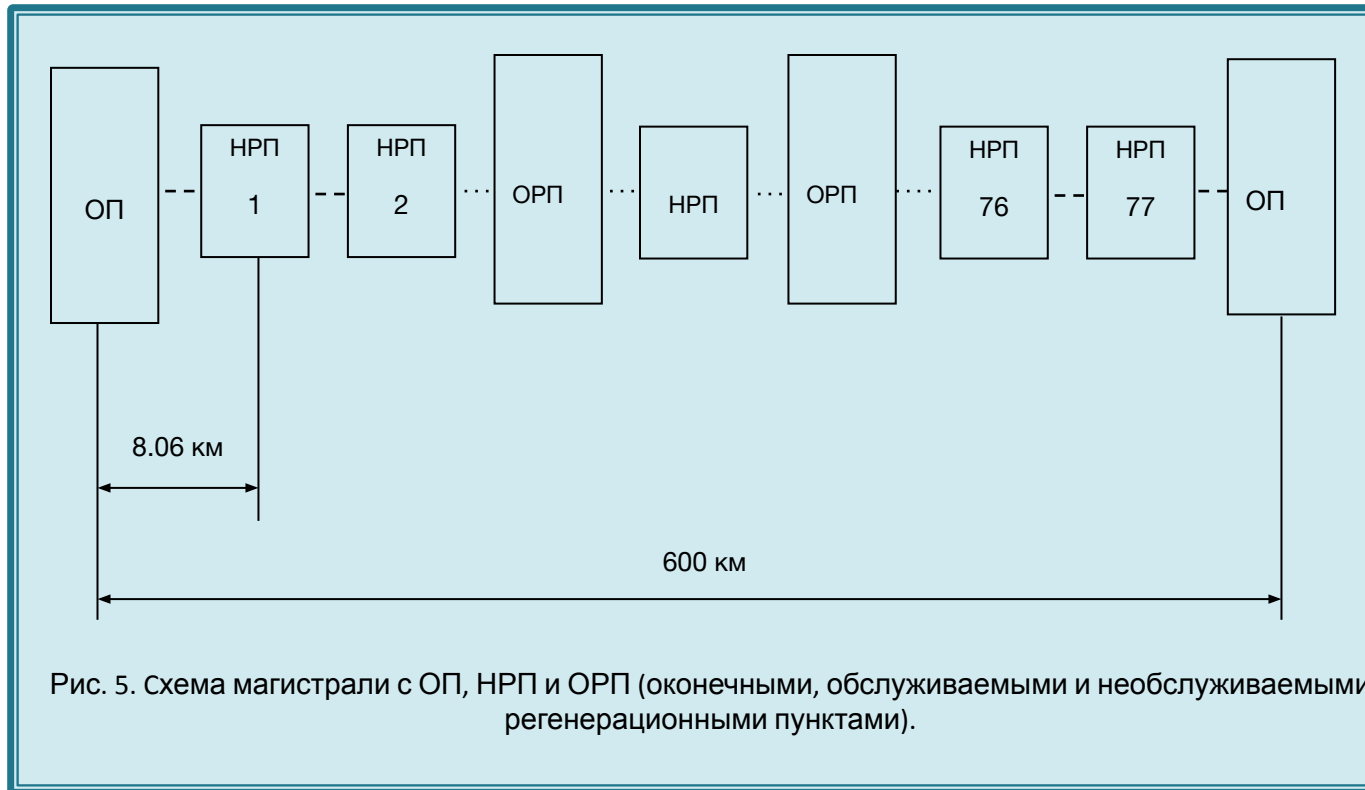 ОП
НРП
1
НРП
2
ОРП
НРП
ОРП
НРП
76
НРП
77
ОП
8.06 км
600 км
Рис. 5. Схема магистрали с ОП, НРП и ОРП (оконечными, обслуживаемыми и необслуживаемыми
регенерационными пунктами).